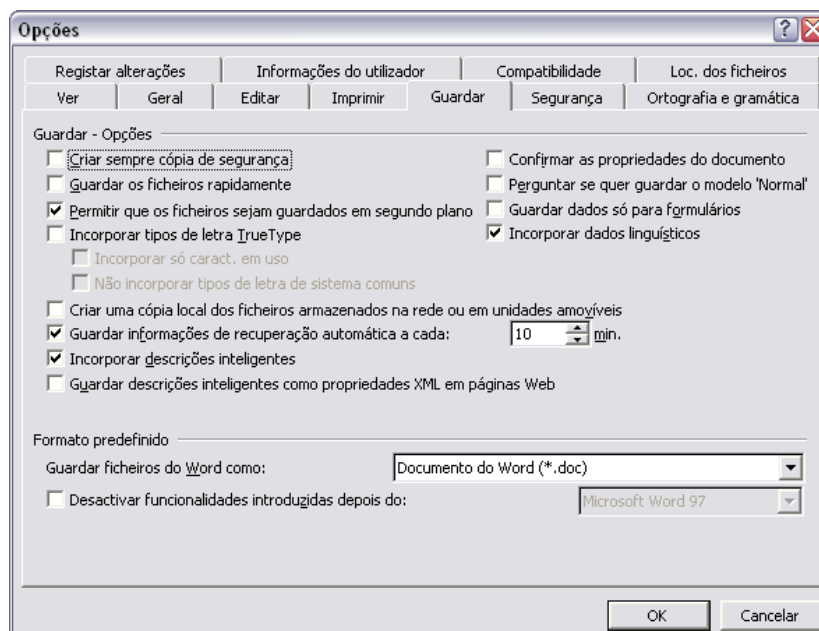 Opções
Registar alterações Informações do utilizador Compatibilidade Loc. dos ficheiros
Ver Geral Editar Imprimir Guardar Segurança Ortografia e gramática
Guardar - Opções
Criar sempre cópia de segurança
Confirmar as propriedades do documento
Guardar os ficheiros rapidamente
Perguntar se quer guardar o modelo 'Normal'
Permitir que os ficheiros sejam guardados em segundo plano
Guardar dados só para formulários
Incorporar tipos de letra TrueType
Incorporar dados linguísticos
Incorporar só caract. em uso
Não incorporar tipos de letra de sistema comuns
Criar uma cópia local dos ficheiros armazenados na rede ou em unidades amovíveis
Guardar informações de recuperação automática a cada: 10 min.
Incorporar descrições inteligentes
Guardar descrições inteligentes como propriedades XML em páginas Web
Formato predefinido
Guardar ficheiros do Word como: Documento do Word (*.doc)
Desactivar funcionalidades introduzidas depois do: Microsoft Word 97
OK Cancelar